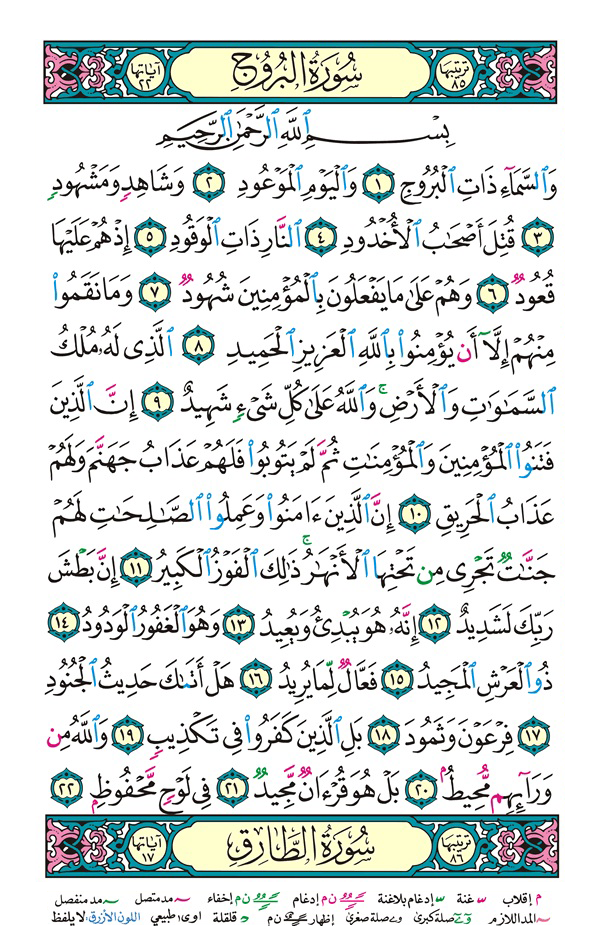 ترتيبها ٨٥ سُورَةُ البُرُوجِ آياتها ٢٢
بِسْمِ ٱللَّهِ ٱلرَّحْمَٰنِ ٱلرَّحِيمِ
وَٱلسَّمَآءِ ذَاتِ ٱلْبُرُوجِ ١ وَٱلْيَوْمِ ٱلْمَوْعُودِ ٢ وَشَاهِدٍ وَمَشْهُودٍ
٣ قُتِلَ أَصْحَٰبُ ٱلْأُخْدُودِ ٤ ٱلنَّارِ ذَاتِ ٱلْوَقُودِ ٥ إِذْ هُمْ عَلَيْهَا
قُعُودٌ ٦ وَهُمْ عَلَىٰ مَا يَفْعَلُونَ بِٱلْمُؤْمِنِينَ شُهُودٌ ٧ وَمَا نَقَمُوا۟
مِنْهُمْ إِلَّآ أَن يُؤْمِنُوا۟ بِٱللَّهِ ٱلْعَزِيزِ ٱلْحَمِيدِ ٨ ٱلَّذِى لَهُۥ مُلْكُ
ٱلسَّمَٰوَٰتِ وَٱلْأَرْضِ ۚ وَٱللَّهُ عَلَىٰ كُلِّ شَىْءٍ شَهِيدٌ ٩ إِنَّ ٱلَّذِينَ
فَتَنُوا۟ ٱلْمُؤْمِنِينَ وَٱلْمُؤْمِنَٰتِ ثُمَّ لَمْ يَتُوبُوا۟ فَلَهُمْ عَذَابُ جَهَنَّمَ وَلَهُمْ
عَذَابُ ٱلْحَرِيقِ ١٠ إِنَّ ٱلَّذِينَ ءَامَنُوا۟ وَعَمِلُوا۟ ٱلصَّٰلِحَٰتِ لَهُمْ
جَنَّٰتٌ تَجْرِى مِن تَحْتِهَا ٱلْأَنْهَٰرُ ۚ ذَٰلِكَ ٱلْفَوْزُ ٱلْكَبِيرُ ١١ إِنَّ بَطْشَ
رَبِّكَ لَشَدِيدٌ ١٢ إِنَّهُۥ هُوَ يُبْدِئُ وَيُعِيدُ ١٣ وَهُوَ ٱلْغَفُورُ ٱلْوَدُودُ ١٤
ذُو ٱلْعَرْشِ ٱلْمَجِيدُ ١٥ فَعَّالٌ لِّمَا يُرِيدُ ١٦ هَلْ أَتَىٰكَ حَدِيثُ ٱلْجُنُودِ
١٧ فِرْعَوْنَ وَثَمُودَ ١٨ بَلِ ٱلَّذِينَ كَفَرُوا۟ فِى تَكْذِيبٍ ١٩ وَٱللَّهُ مِن
وَرَآئِهِم مُّحِيطٌۢ ٢٠ بَلْ هُوَ قُرْءَانٌ مَّجِيدٌ ٢١ فِى لَوْحٍ مَّحْفُوظٍۭ ٢٢
ترتيبها ٨٦ سُورَةُ الطَّارِقِ آياتها ١٧
م إقلاب غنة إدغام بلاغنة ن م إدغام ن م إخفاء مد متصل مد منفصل
المد اللازم صلة كبرى صلة صغرى إظهار ن م قلقلة اوى: طبيعي اللون الأزرق: لا يلفظ